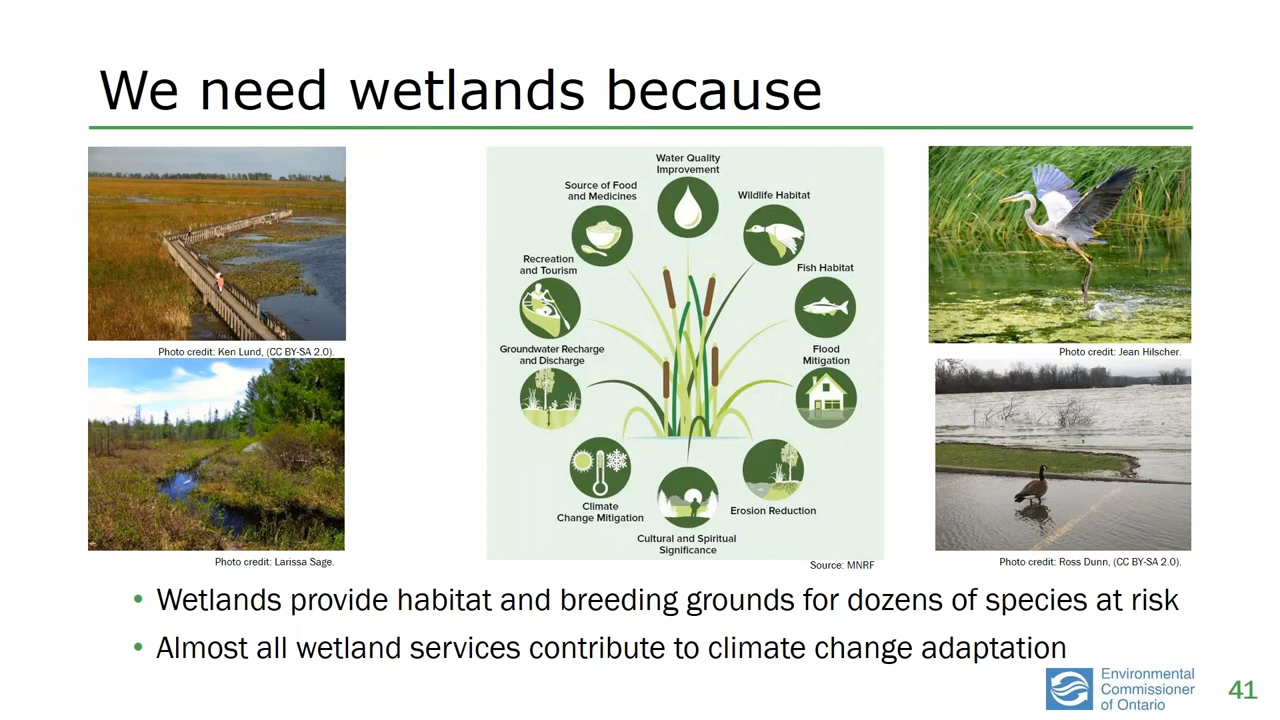 We need wetlands because
Photo credit: Ken Lund, (CC BY-SA 2.0).
Photo credit: Larissa Sage.
Water Quality
Improvement
Source of Food
and Medicines
Wildlife Habitat
Recreation
and Tourism
Fish Habitat
Groundwater Recharge
and Discharge
Flood
Mitigation
Climate
Change Mitigation
Erosion Reduction
Cultural and Spiritual
Significance
Source: MNRF
Photo credit: Jean Hilscher.
Photo credit: Ross Dunn, (CC BY-SA 2.0).
• Wetlands provide habitat and breeding grounds for dozens of species at risk
• Almost all wetland services contribute to climate change adaptation
Environmental
Commissioner
of Ontario
41